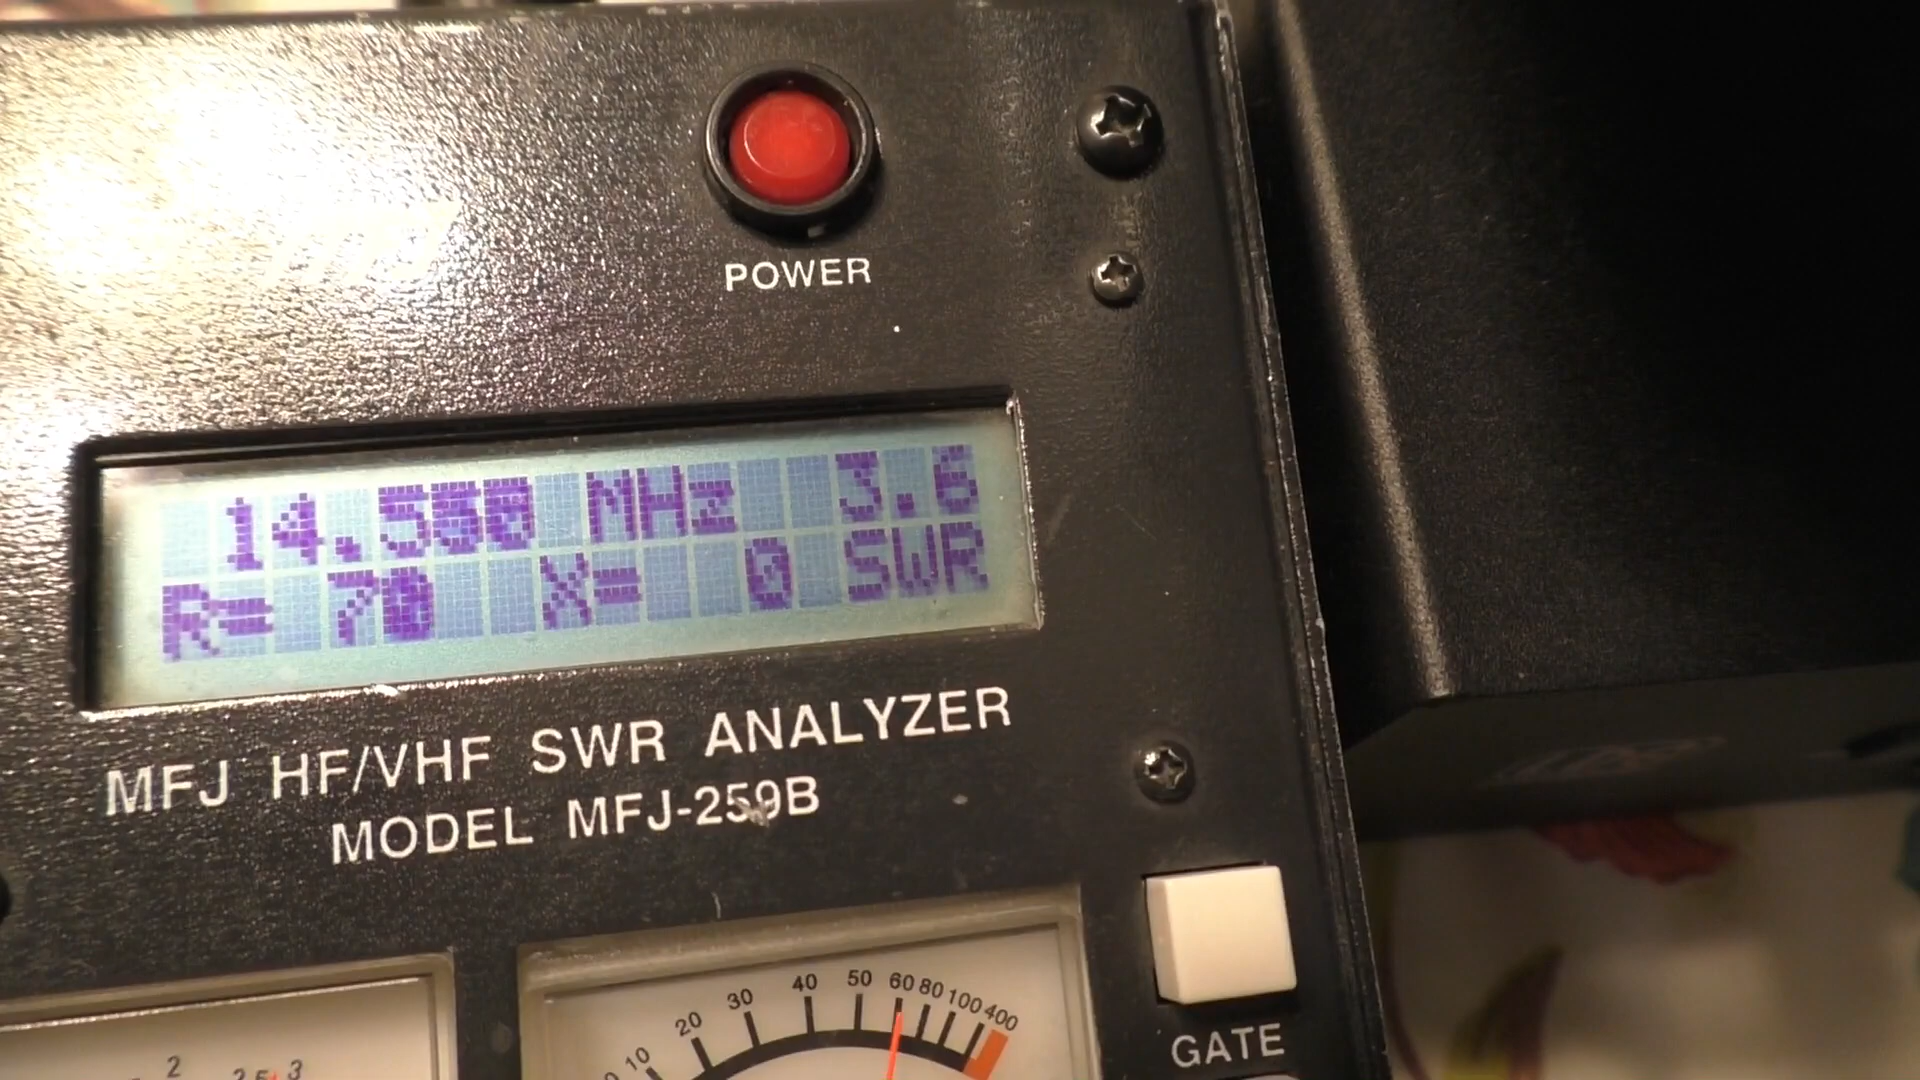 POWER
14.560 MHz 3.6
R= 70 X= 0 SWR
MFJ HF/VHF SWR ANALYZER
MODEL MFJ-259B
10 20 30 40 50 60 80 100 400
2 2.5 3
GATE